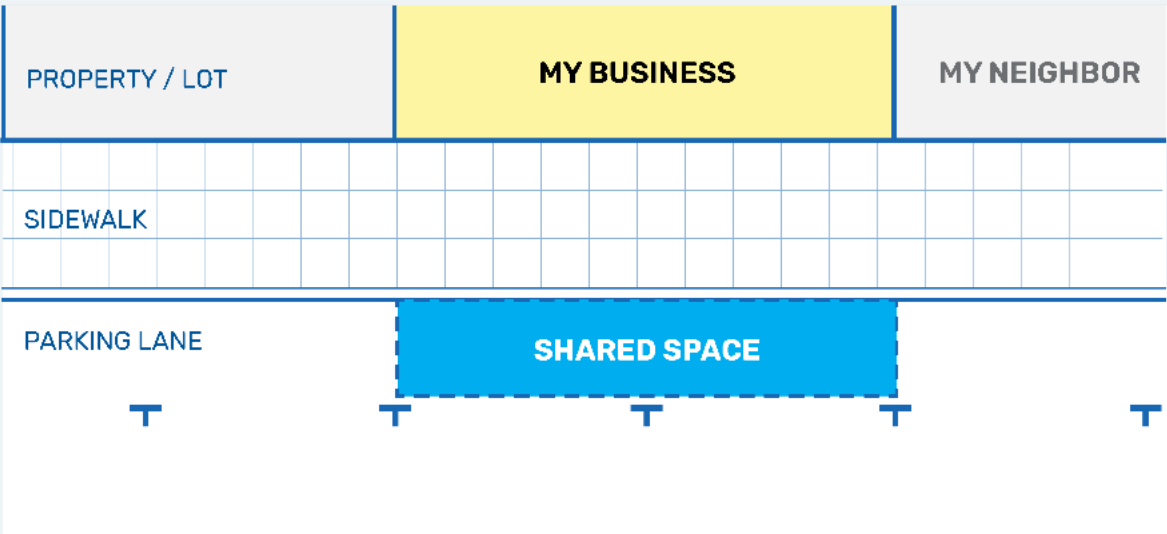 PROPERTY / LOT
MY BUSINESS
MY NEIGHBOR
SIDEWALK
PARKING LANE
SHARED SPACE